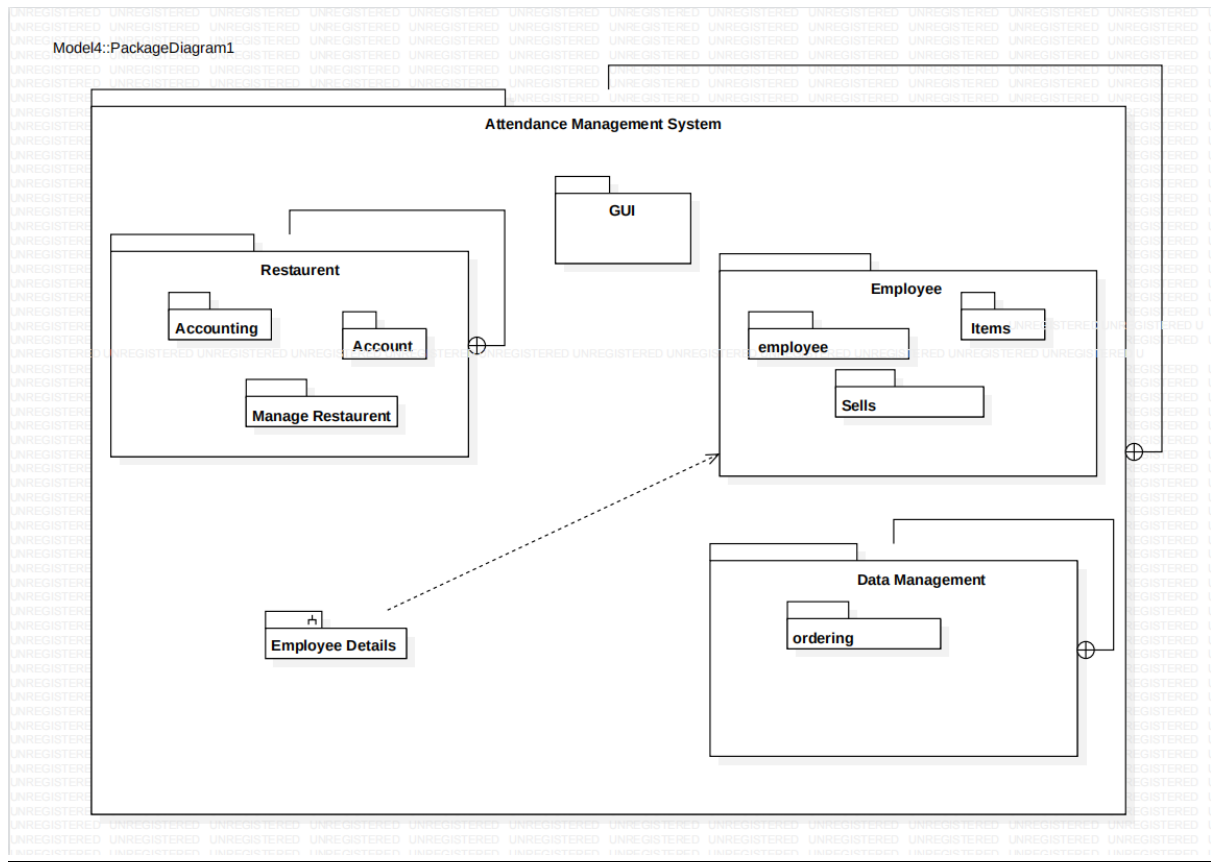 Model4::PackageDiagram1
Attendance Management System
GUI
Restaurent
Accounting
Account
Manage Restaurent
Employee
employee
Items
Sells
Employee Details
Data Management
ordering